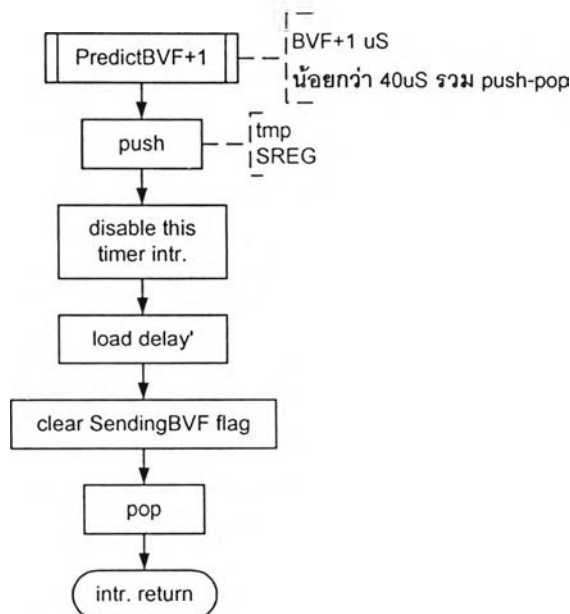 PredictBVF+1
BVF+1 uS
น้อยกว่า 40uS รวม push-pop
push
tmp
SREG
disable this
timer intr.
load delay'
clear SendingBVF flag
pop
intr. return